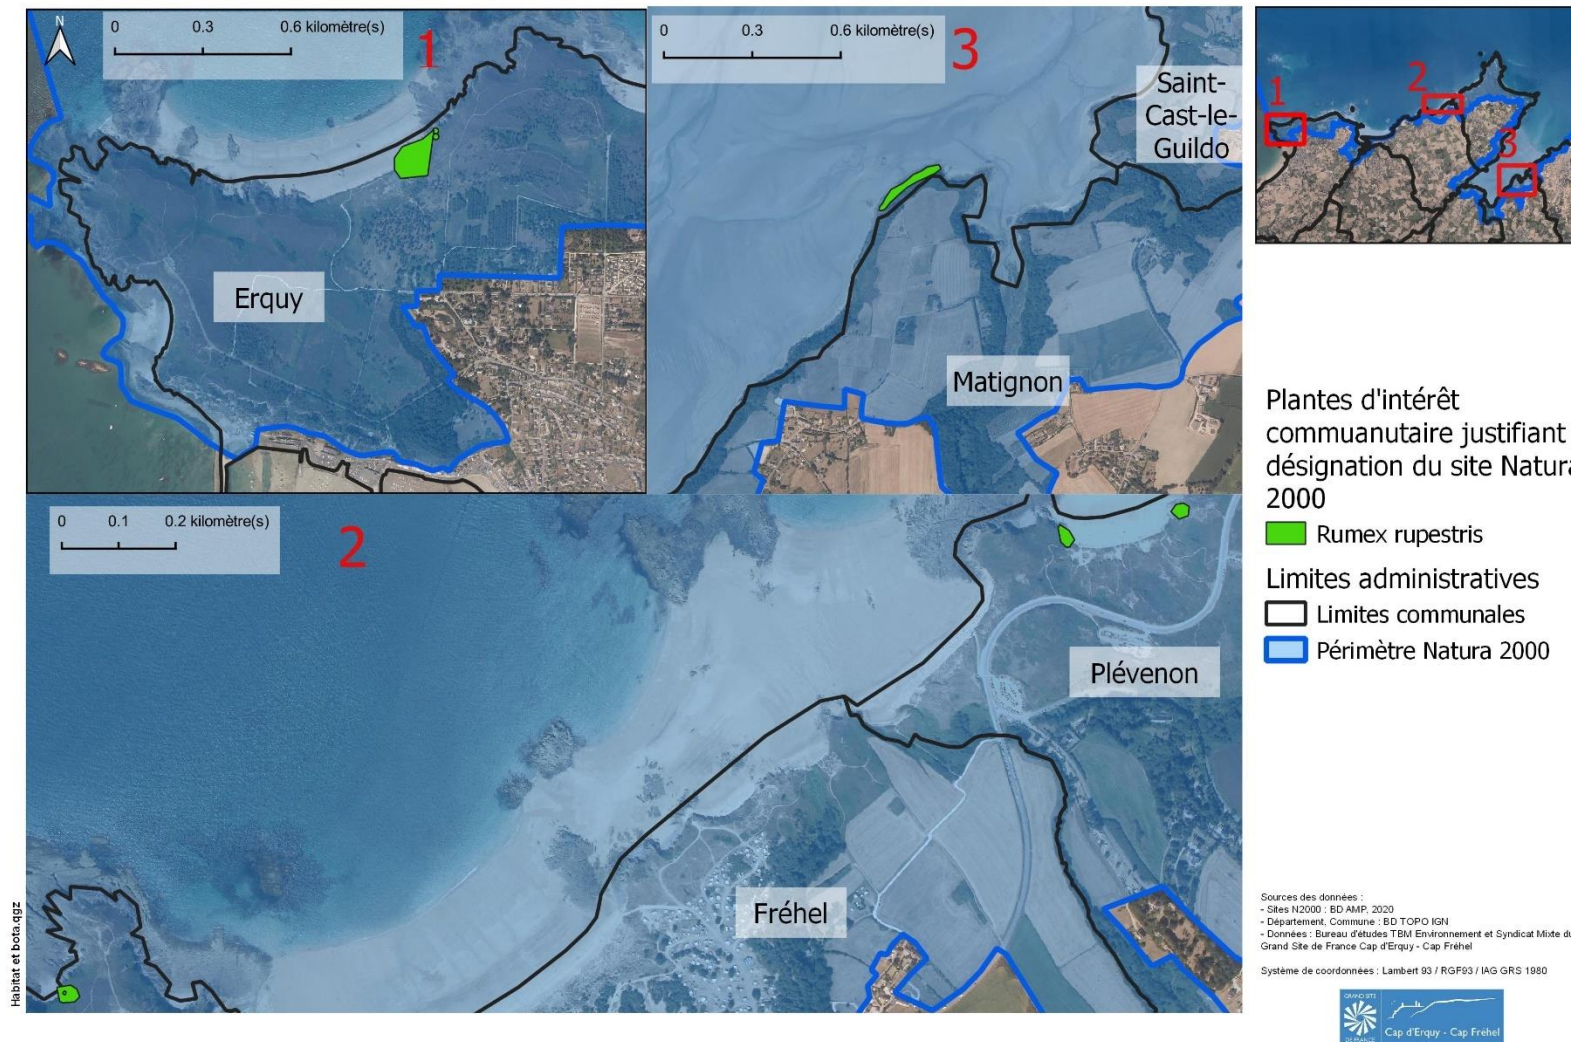 N
0 0.3 0.6 kilomètre(s)
1
Erquy
0 0.3 0.6 kilomètre(s)
3
Saint-
Cast-le-
Guildo
Matignon
1
2
3
0 0.1 0.2 kilomètre(s)
2
Plévenon
Fréhel
Plantes d'intérêt
commuanutaire justifiant
désignation du site Natura
2000
Rumex rupestris
Limites administratives
Limites communales
Périmètre Natura 2000
Sources des données :
- Sites N2000 : BD AMP, 2020
- Département, Commune : BD TOPO IGN
- Données : Bureau d'études TBM Environnement et Syndicat Mixte du
Grand Site de France Cap d'Erquy - Cap Fréhel
Système de coordonnées : Lambert 93 / RGF93 / IAG GRS 1980
GRAND SITE
DE FRANCE
Cap d'Erquy - Cap Fréhel
Habitat et bota.qgz